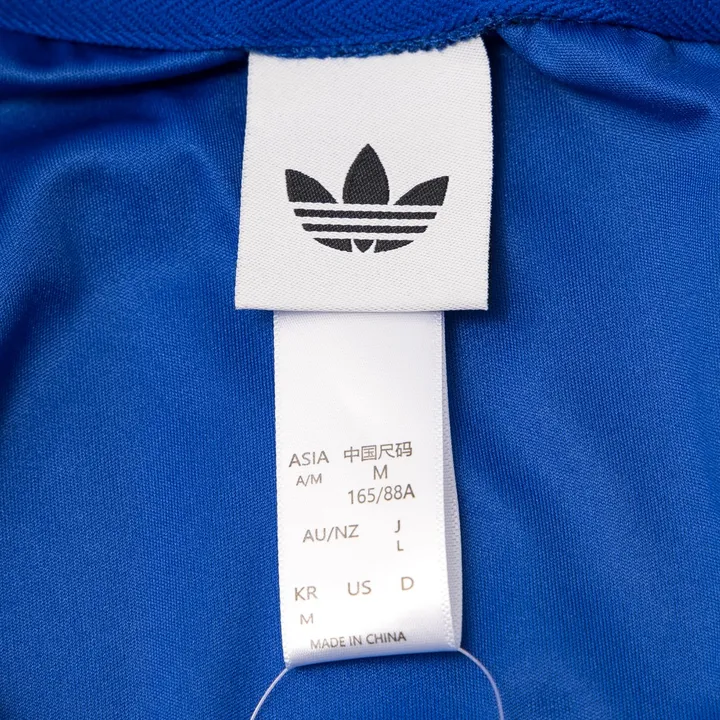 ASIA 中国尺码
A/M M
165/88A
AU/NZ J
L
KR US D
M
MADE IN CHINA